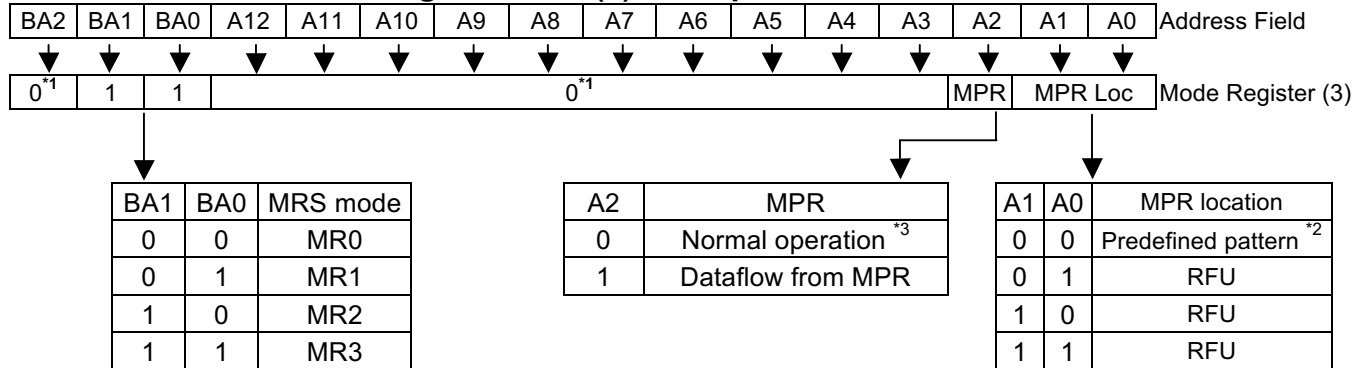 BA2 BA1 BA0 A12 A11 A10 A9 A8 A7 A6 A5 A4 A3 A2 A1 A0 Address Field
0*1 1 1 0*1 MPR MPR Loc Mode Register (3)
BA1 BA0 MRS mode
0 0 MR0
0 1 MR1
1 0 MR2
1 1 MR3
A2 MPR
0 Normal operation *3
1 Dataflow from MPR
A1 A0 MPR location
0 0 Predefined pattern *2
0 1 RFU
1 0 RFU
1 1 RFU